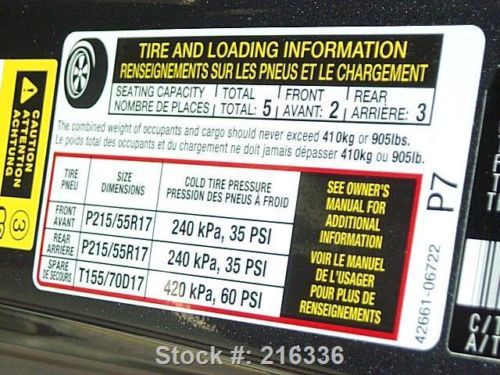 TIRE AND LOADING INFORMATION
RENSEIGNEMENTS SUR LES PNEUS ET LE CHARGEMENT
SEATING CAPACITY TOTAL FRONT REAR
NOMBRE DE PLACES TOTAL: 5 AVANT: 2 ARRIÈRE: 3
The combined weight of occupants and cargo should never exceed 410kg or 905lbs.
Le poids total des occupants et du chargement ne doit jamais dépasser 410kg ou 905lb.
TIRE SIZE COLD TIRE PRESSURE
PNEU DIMENSIONS PRESSION DES PNEUS À FROID
FRONT
AVANT P215/55R17 240 kPa, 35 PSI
REAR
ARRIÈRE P215/55R17 240 kPa, 35 PSI
SPARE
DE SECOURS T155/70D17 420 kPa, 60 PSI
SEE OWNER'S
MANUAL FOR
ADDITIONAL
INFORMATION
VOIR LE MANUEL
DE L'USAGER
POUR PLUS DE
RENSEIGNEMENTS
42661-06722 P7
CAUTION
ATTENTION
ACHTUNG
3
C/T
A/T
Stock #: 216336